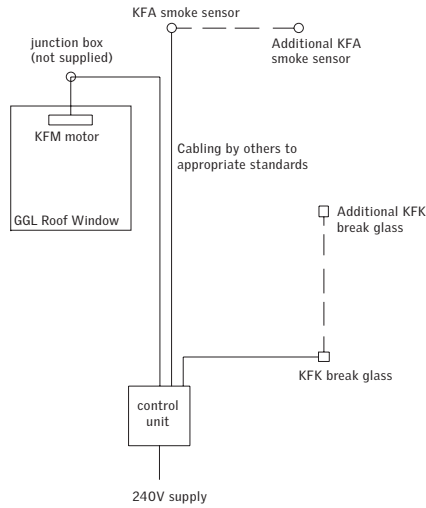 KFA smoke sensor
junction box
(not supplied)
Additional KFA
smoke sensor
KFM motor
Cabling by others to
appropriate standards
GGL Roof Window
Additional KFK
break glass
KFK break glass
control
unit
240V supply